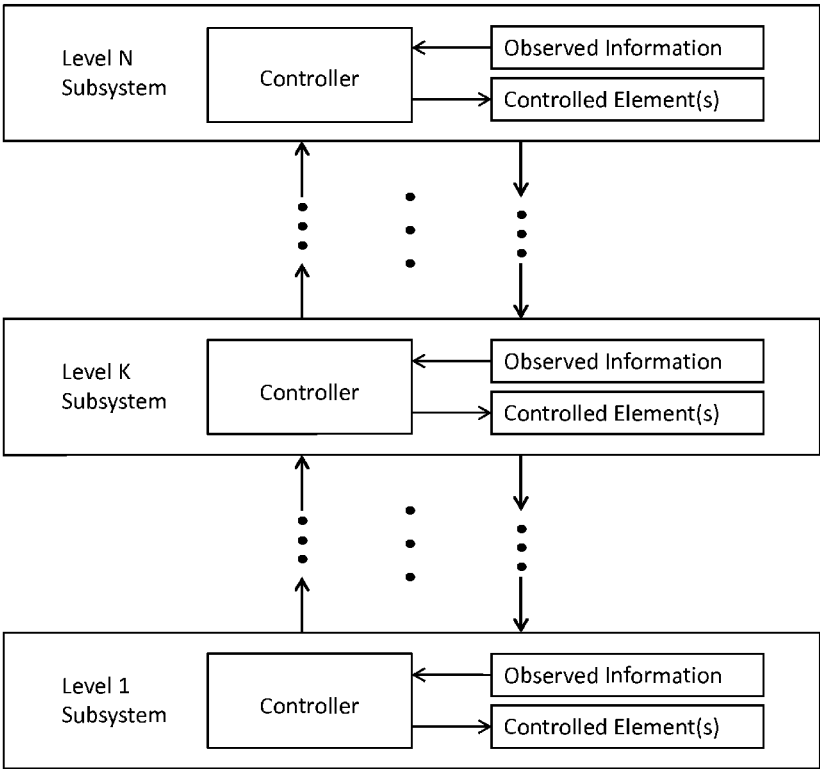 Level N
Subsystem
Controller
Observed Information
Controlled Element(s)
Level K
Subsystem
Controller
Observed Information
Controlled Element(s)
Level 1
Subsystem
Controller
Observed Information
Controlled Element(s)